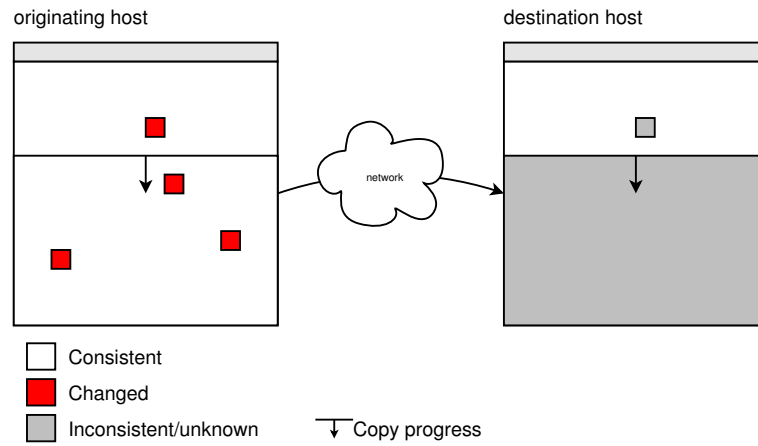 originating host
destination host
network
Consistent
Changed
Inconsistent/unknown
Copy progress